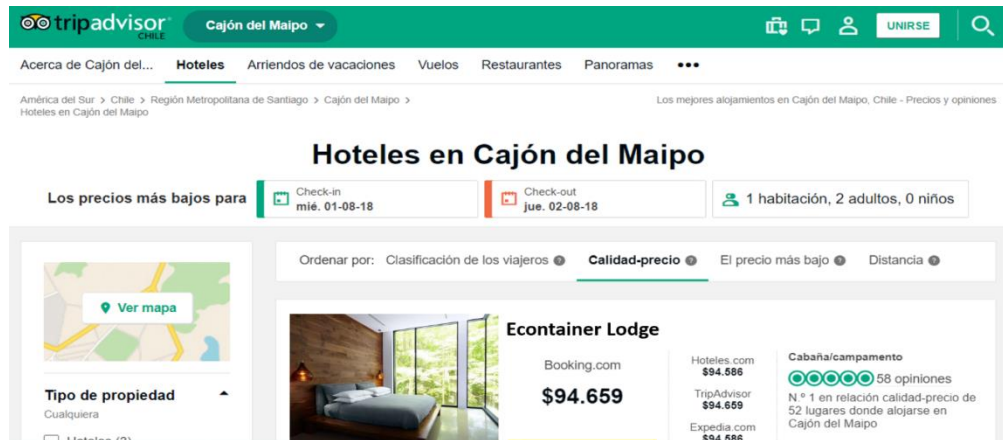 tripadvisor
CHILE
Cajón del Maipo
UNIRSE
Acerca de Cajón del... Hoteles Arriendos de vacaciones Vuelos Restaurantes Panoramas •••
América del Sur > Chile > Región Metropolitana de Santiago > Cajón del Maipo >
Hoteles en Cajón del Maipo
Los mejores alojamientos en Cajón del Maipo, Chile - Precios y opiniones
Hoteles en Cajón del Maipo
Los precios más bajos para
Check-in
mié. 01-08-18
Check-out
jue. 02-08-18
1 habitación, 2 adultos, 0 niños
Ver mapa
Tipo de propiedad
Cualquiera
Hoteles (3)
Ordenar por: Clasificación de los viajeros Calidad-precio El precio más bajo Distancia
Econtainer Lodge
Booking.com
$94.659
Hoteles.com
$94.586
TripAdvisor
$94.659
Expedia.com
$94.586
Cabaña/campamento
58 opiniones
N.º 1 en relación calidad-precio de
52 lugares donde alojarse en
Cajón del Maipo